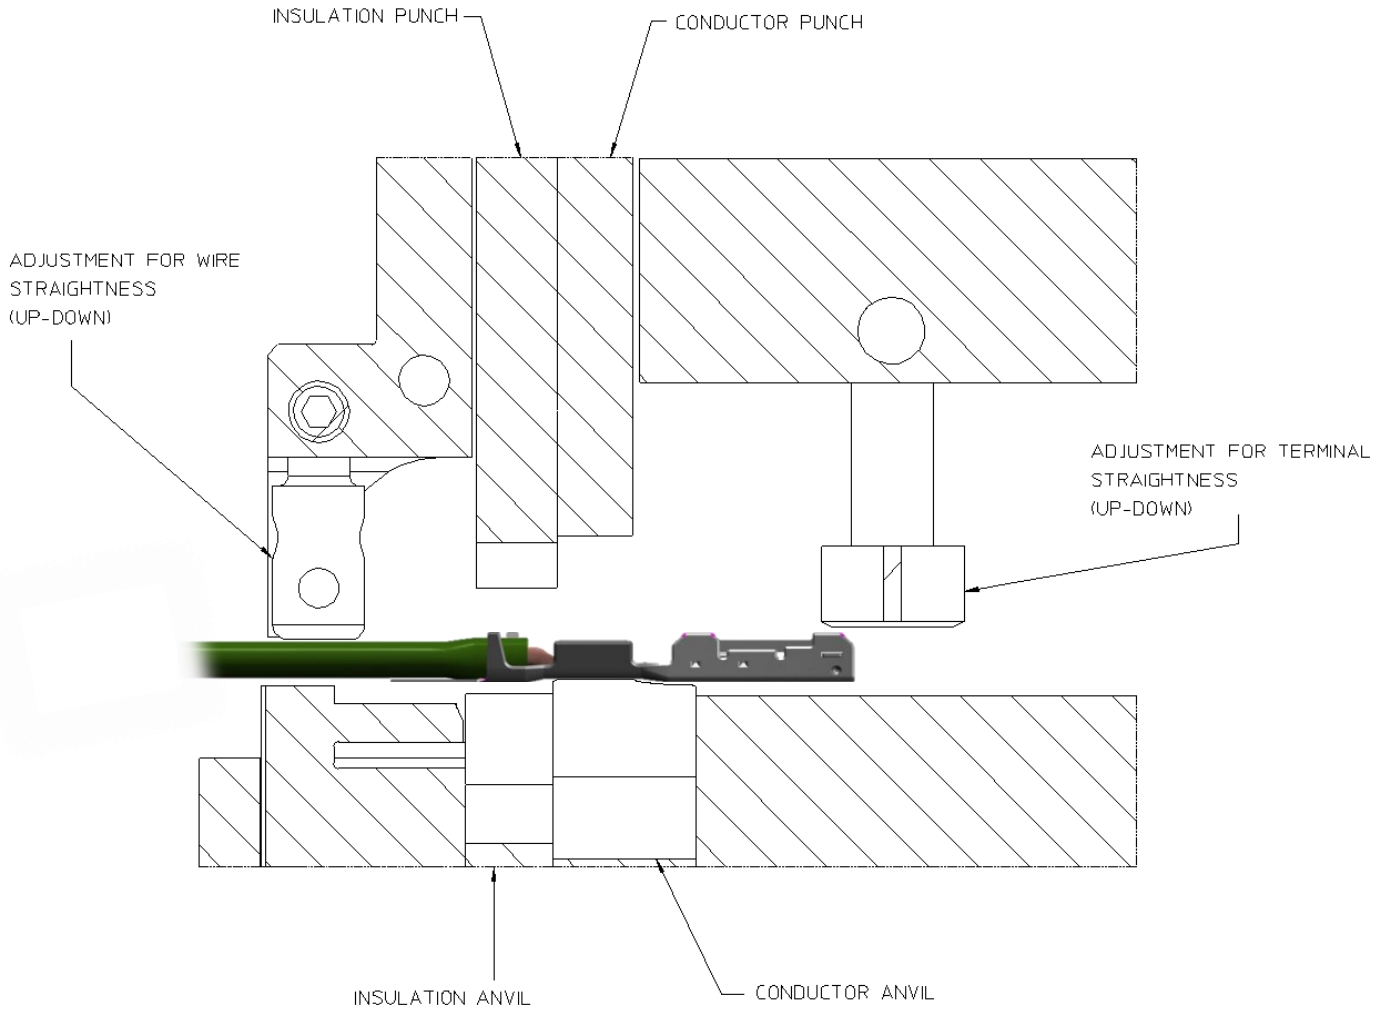 INSULATION PUNCH
CONDUCTOR PUNCH
ADJUSTMENT FOR WIRE
STRAIGHTNESS
(UP-DOWN)
ADJUSTMENT FOR TERMINAL
STRAIGHTNESS
(UP-DOWN)
INSULATION ANVIL
CONDUCTOR ANVIL